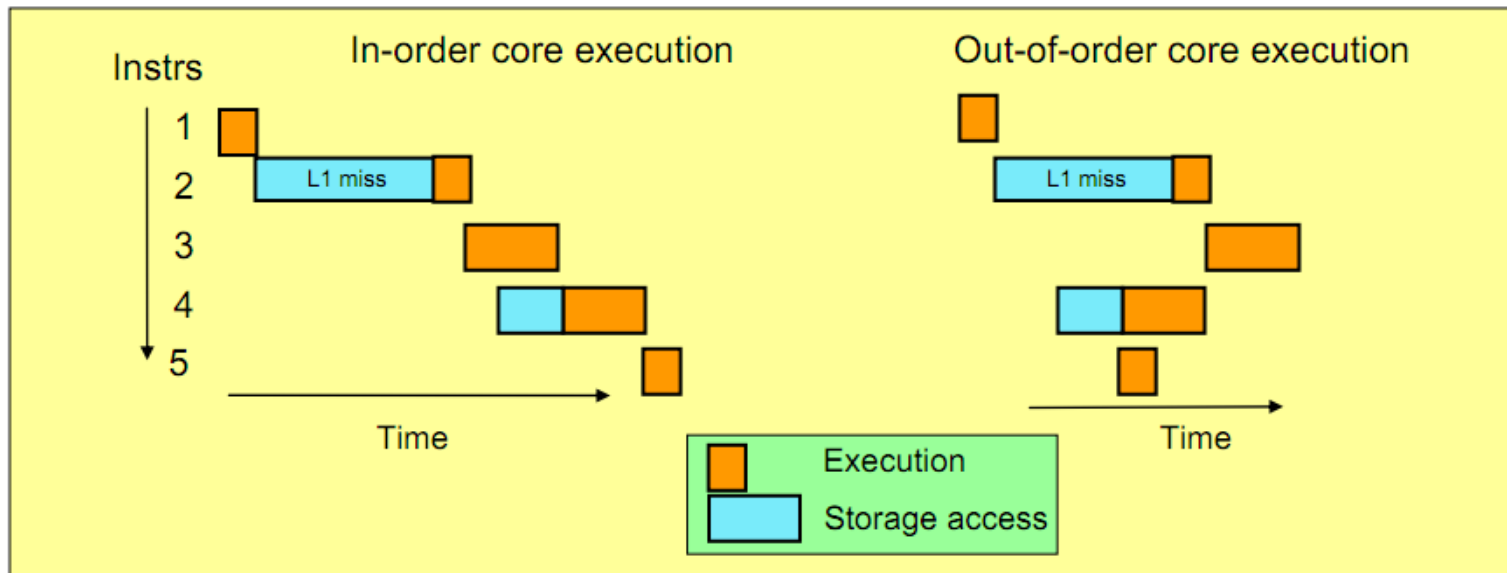 In-order core execution
Out-of-order core execution
Instrs
1
2
3
4
5
L1 miss
L1 miss
Time
Time
Execution
Storage access